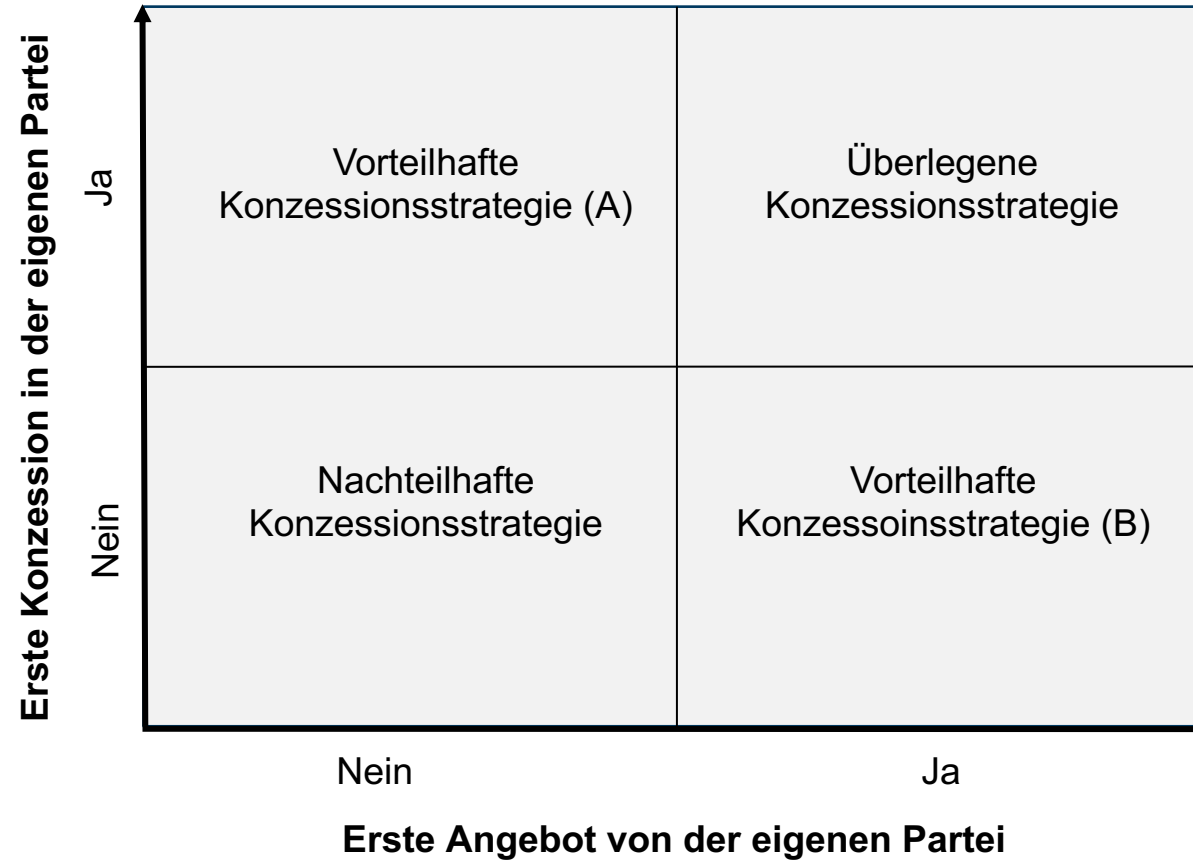 Erste Konzession in der eigenen Partei
Ja
Nein
Vorteilhafte
Konzessionsstrategie (A)
Überlegene
Konzessionsstrategie
Nachteilhafte
Konzessionsstrategie
Vorteilhafte
Konzessoinsstrategie (B)
Nein
Ja
Erste Angebot von der eigenen Partei